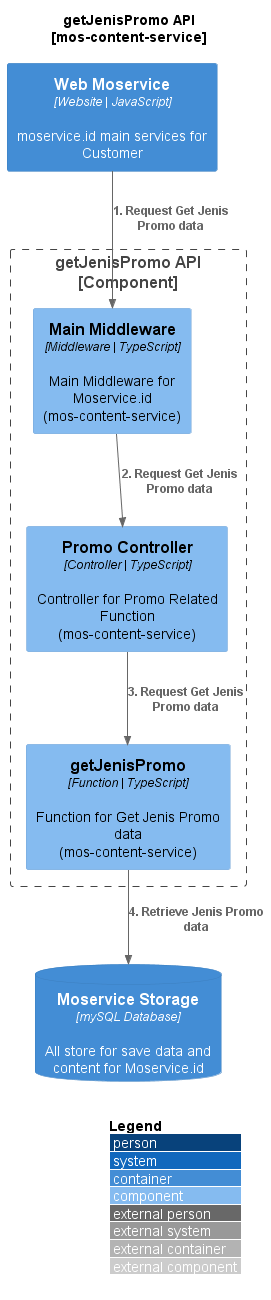 getJenisPromo API
[mos-content-service]
Web Moservice
[Website | JavaScript]
moservice.id main services for
Customer
1. Request Get Jenis
Promo data
getJenisPromo API
[Component]
Main Middleware
[Middleware | TypeScript]
Main Middleware for
Moservice.id
(mos-content-service)
2. Request Get Jenis
Promo data
Promo Controller
[Controller | TypeScript]
Controller for Promo Related
Function
(mos-content-service)
3. Request Get Jenis
Promo data
getJenisPromo
[Function | TypeScript]
Function for Get Jenis Promo
data
(mos-content-service)
4. Retrieve Jenis Promo
data
Moservice Storage
[mySQL Database]
All store for save data and
content for Moservice.id
Legend
person
system
container
component
external person
external system
external container
external component